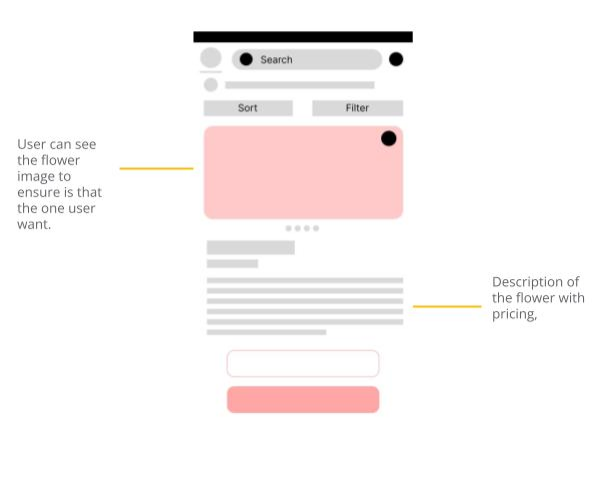 Search
Sort
Filter
User can see
the flower
image to
ensure is that
the one user
want.
Description of
the flower with
pricing,